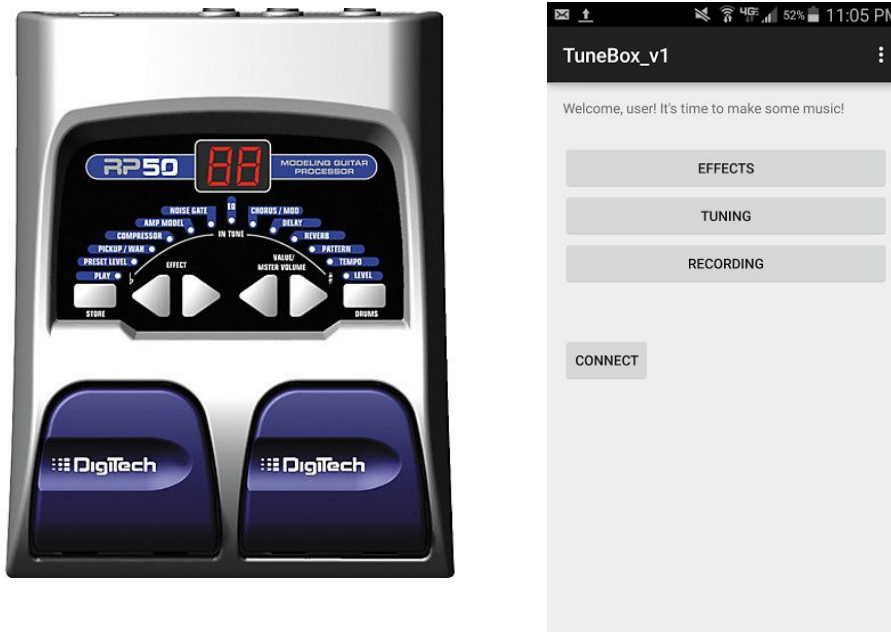 RP50
88
MODELING GUITAR
PROCESSOR
EQ
NOISE GATE
CHORUS / MOD
AMP MODEL
DELAY
COMPRESSOR
IN TUNE
REVERB
PICKUP / WAH
PATTERN
PRESET LEVEL
EFFECT
VALUE/
MSTER VOLUME
TEMPO
PLAY
♭
♯
LEVEL
STORE
DRUMS
DigiTech
DigiTech
4G
LTE
52%
11:05 PM
TuneBox_v1
Welcome, user! It's time to make some music!
EFFECTS
TUNING
RECORDING
CONNECT